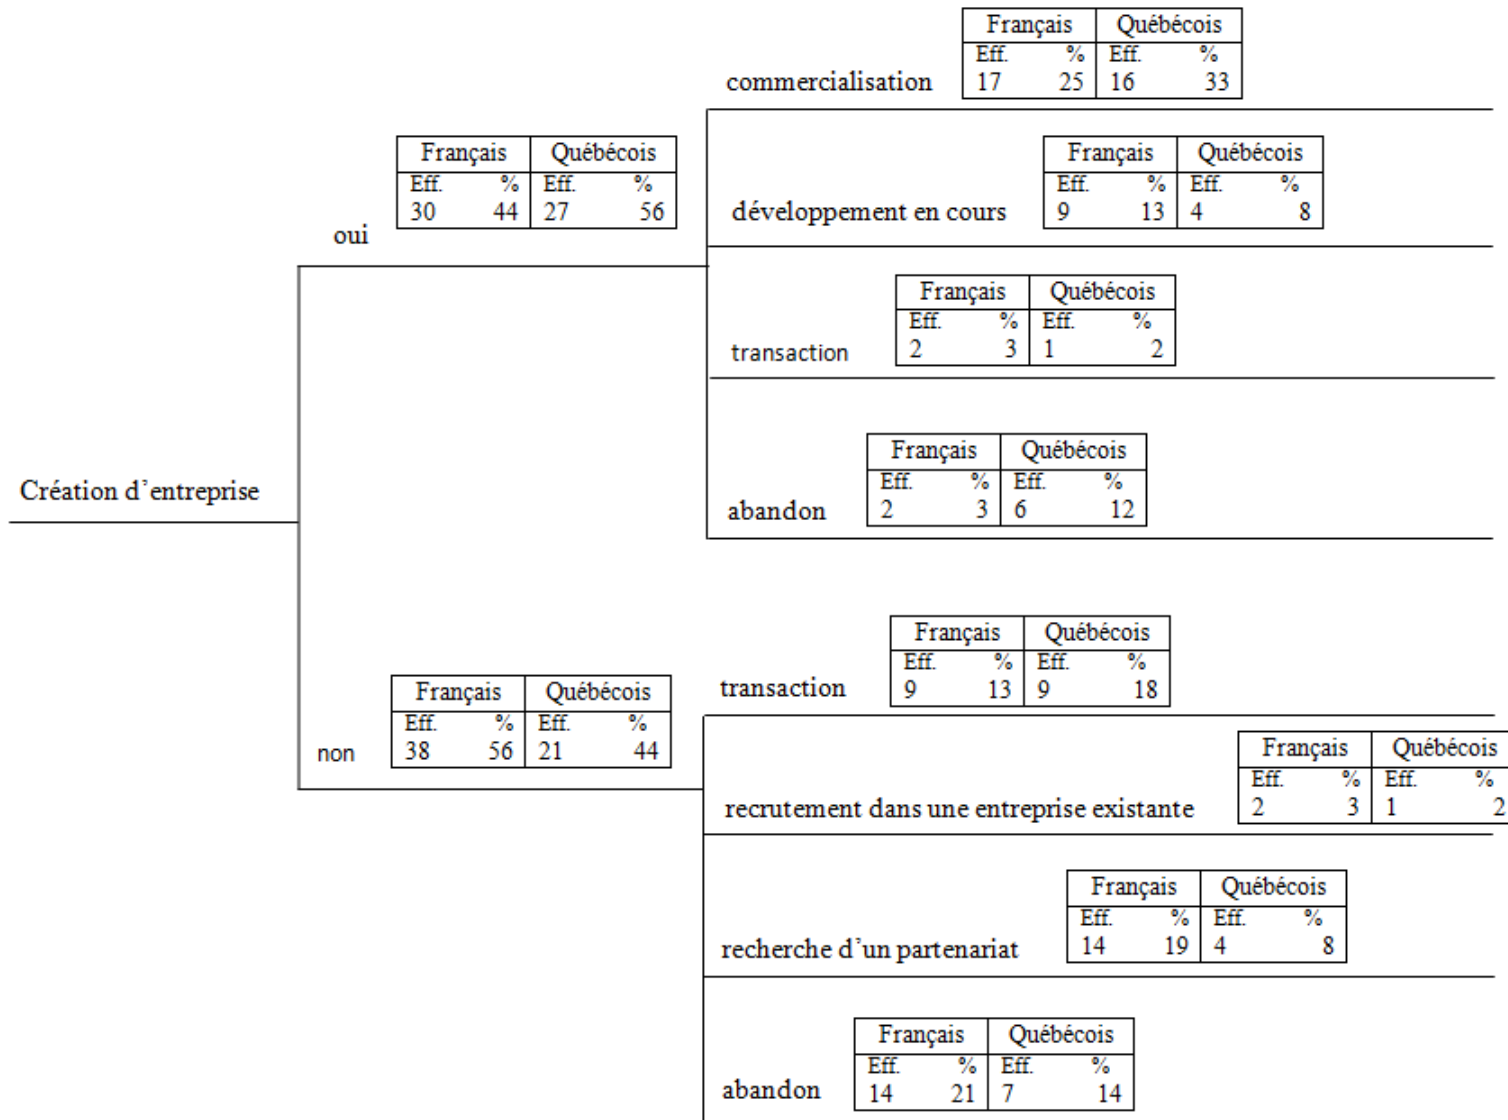 Français Québécois
Eff. % Eff. %
commercialisation 17 25 16 33
Français Québécois
Eff. % Eff. %
30 44 27 56
oui
Français Québécois
Eff. % Eff. %
développement en cours 9 13 4 8
Français Québécois
Eff. % Eff. %
transaction 2 3 1 2
Français Québécois
Eff. % Eff. %
abandon 2 3 6 12
Création d'entreprise
Français Québécois
Eff. % Eff. %
transaction 9 13 9 18
Français Québécois
Eff. % Eff. %
non 38 56 21 44
Français Québécois
Eff. % Eff. %
recrutement dans une entreprise existante 2 3 1 2
Français Québécois
Eff. % Eff. %
recherche d'un partenariat 14 19 4 8
Français Québécois
Eff. % Eff. %
abandon 14 21 7 14